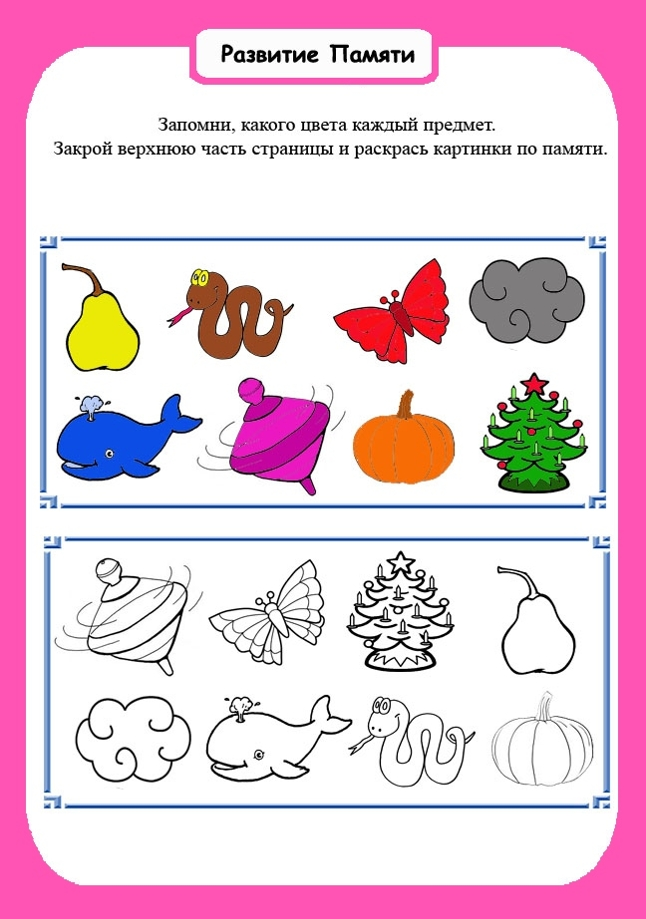 Развитие Памяти
Запомни, какого цвета каждый предмет.
Закрой верхнюю часть страницы и раскрась картинки по памяти.